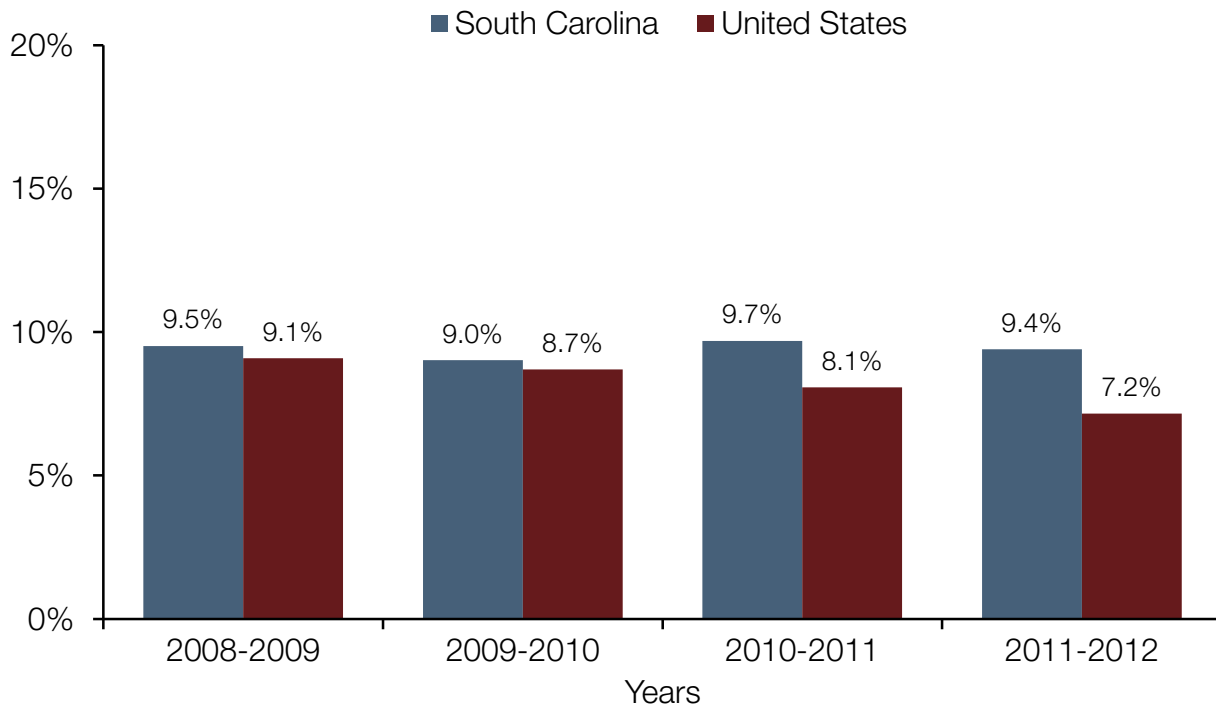 South Carolina United States
20%
15%
10%
5%
0%
9.5% 9.1% 9.0% 8.7% 9.7% 8.1% 9.4% 7.2%
2008-2009 2009-2010 2010-2011 2011-2012
Years